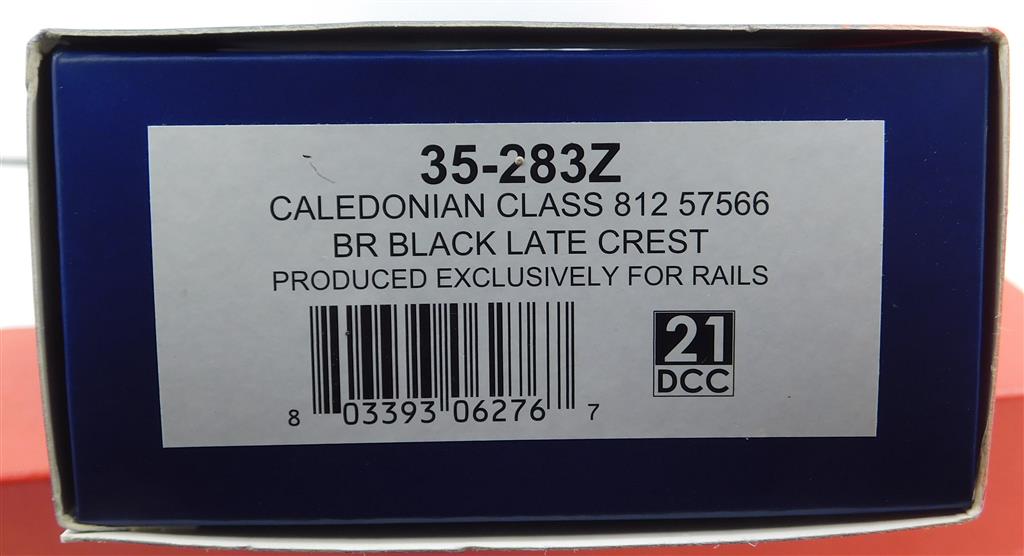 35-283Z
CALEDONIAN CLASS 812 57566
BR BLACK LATE CREST
PRODUCED EXCLUSIVELY FOR RAILS
21
DCC
8 03393 06276 7